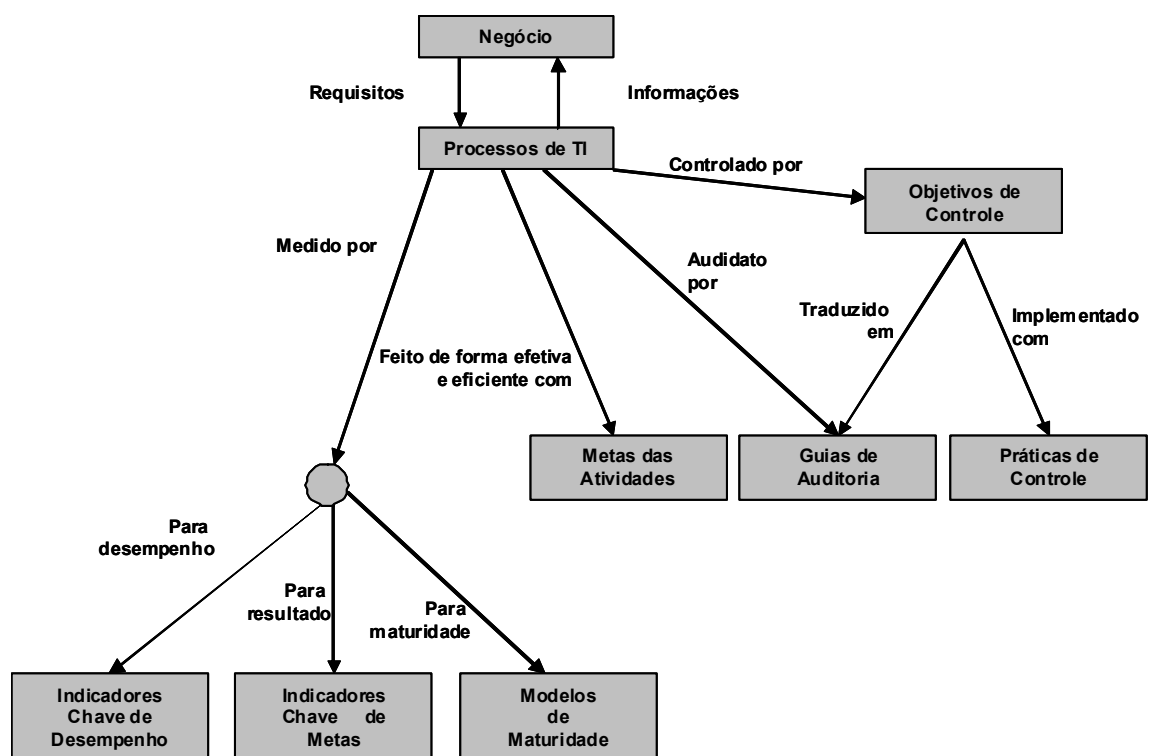 Negócio
Requisitos
Informações
Processos de TI
Controlado por
Objetivos de
Controle
Medido por
Audidato
por
Traduzido
em
Implementado
com
Feito de forma efetiva
e eficiente com
Metas das
Atividades
Guias de
Auditoria
Práticas de
Controle
Para
desempenho
Para
resultado
Para
maturidade
Indicadores
Chave de
Desempenho
Indicadores
Chave de
Metas
Modelos
de
Maturidade